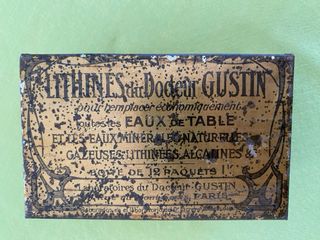 LITHINÉS du Docteur GUSTIN
pour remplacer économiquement
toutes les EAUX de TABLE
ET LES EAUX MINÉRALES NATURELLES
GAZEUSES LITHINÉES, ALCALINES &
BOITE DE 12 PAQUETS
Laboratoires du Docteur GUSTIN
PARIS